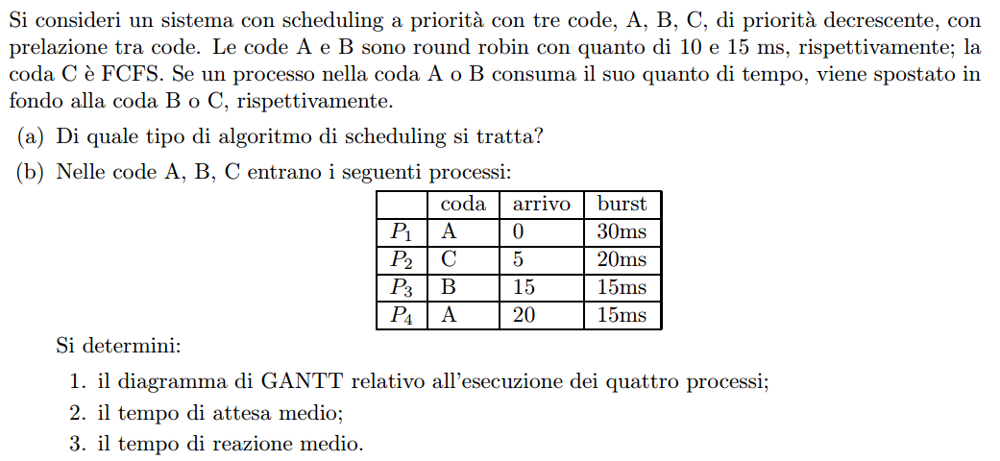 Si consideri un sistema con scheduling a priorità con tre code, A, B, C, di priorità decrescente, con
prelazione tra code. Le code A e B sono round robin con quanto di 10 e 15 ms, rispettivamente; la
coda C è FCFS. Se un processo nella coda A o B consuma il suo quanto di tempo, viene spostato in
fondo alla coda B o C, rispettivamente.
(a) Di quale tipo di algoritmo di scheduling si tratta?
(b) Nelle code A, B, C entrano i seguenti processi:
coda arrivo burst
P1 A 0 30ms
P2 C 5 20ms
P3 B 15 15ms
P4 A 20 15ms
Si determini:
1. il diagramma di GANTT relativo all'esecuzione dei quattro processi;
2. il tempo di attesa medio;
3. il tempo di reazione medio.